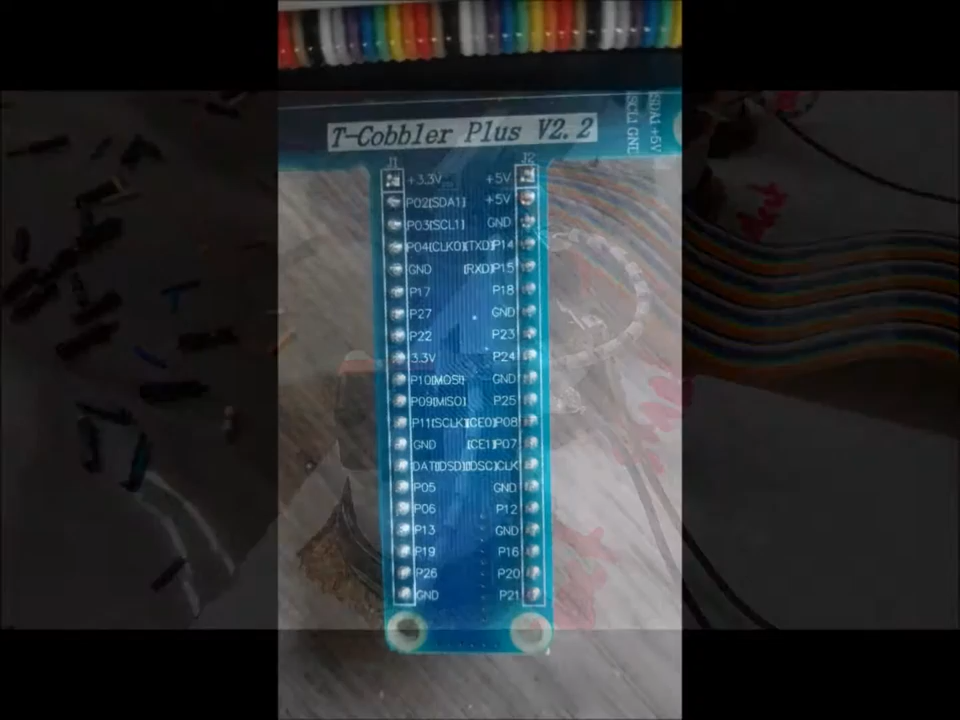 T-Cobbler Plus V2.2
SCL1 GND
SDA1 +5V
J1 J2
+3.3V +5V
P02[SDA1] +5V
P03[SCL1] GND
P04[CLK0] [TXD]P14
GND [RXD]P15
P17 P18
P27 GND
P22 P23
3.3V P24
P10[MOSI] GND
P09[MISO] P25
P11[SCLK] [CE0]P08
GND [CE1]P07
DAT[DSD] [DSC]CLK
P05 GND
P06 P12
P13 GND
P19 P16
P26 P20
GND P21